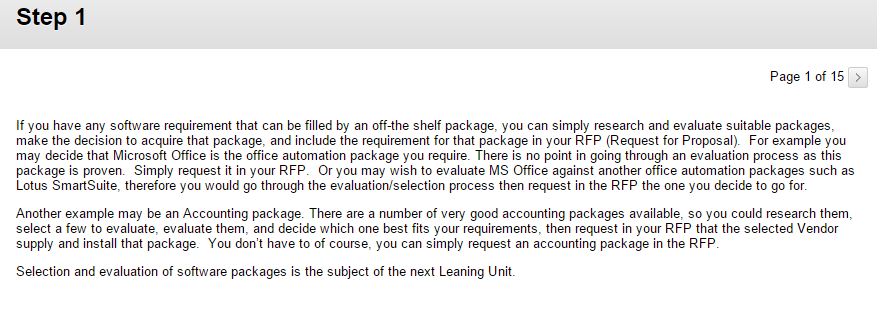 Step 1
Page 1 of 15
If you have any software requirement that can be filled by an off-the shelf package, you can simply research and evaluate suitable packages,
make the decision to acquire that package, and include the requirement for that package in your RFP (Request for Proposal).  For example you
may decide that Microsoft Office is the office automation package you require. There is no point in going through an evaluation process as this
package is proven.  Simply request it in your RFP.  Or you may wish to evaluate MS Office against another office automation packages such as
Lotus SmartSuite, therefore you would go through the evaluation/selection process then request in the RFP the one you decide to go for.
Another example may be an Accounting package. There are a number of very good accounting packages available, so you could research them,
select a few to evaluate, evaluate them, and decide which one best fits your requirements, then request in your RFP that the selected Vendor
supply and install that package.  You don't have to of course, you can simply request an accounting package in the RFP.
Selection and evaluation of software packages is the subject of the next Leaning Unit.